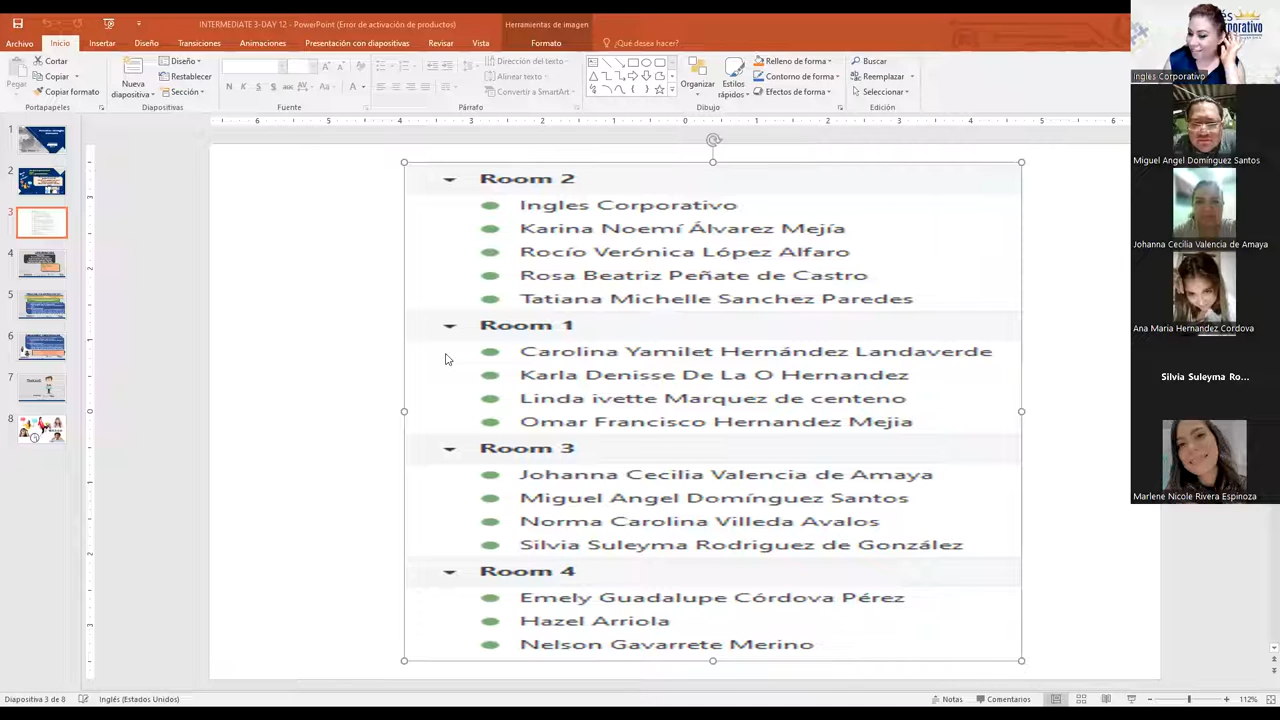 INTERMEDIATE 3-DAY 12 - PowerPoint (Error de activación de productos)
Herramientas de imagen
Archivo Inicio Insertar Diseño Transiciones Animaciones Presentación con diapositivas Revisar Vista Formato ¿Qué desea hacer?
Pegar
Cortar
Copiar
Copiar formato
Portapapeles
Nueva diapositiva
Diseño
Restablecer
Sección
Diapositivas
Fuente
Dirección del texto
Alinear texto
Convertir a SmartArt
Párrafo
Organizar
Estilos rápidos
Relleno de forma
Contorno de forma
Efectos de forma
Dibujo
Buscar
Reemplazar
Seleccionar
Edición
Room 2
Ingles Corporativo
Karina Noemí Álvarez Mejía
Rocío Verónica López Alfaro
Rosa Beatriz Peñate de Castro
Tatiana Michelle Sanchez Paredes
Room 1
Carolina Yamilet Hernández Landaverde
Karla Denisse De La O Hernandez
Linda ivette Marquez de centeno
Omar Francisco Hernandez Mejia
Room 3
Johanna Cecilia Valencia de Amaya
Miguel Angel Domínguez Santos
Norma Carolina Villeda Avalos
Silvia Suleyma Rodriguez de González
Room 4
Emely Guadalupe Córdova Pérez
Hazel Arriola
Nelson Gavarrete Merino
Ingles Corporativo
Miguel Angel Domínguez Santos
Johanna Cecilia Valencia de Amaya
Ana Maria Hernandez Cordova
Silvia Suleyma Ro...
Marlene Nicole Rivera Espinoza
Diapositiva 3 de 8 Inglés (Estados Unidos) Notas Comentarios 112%